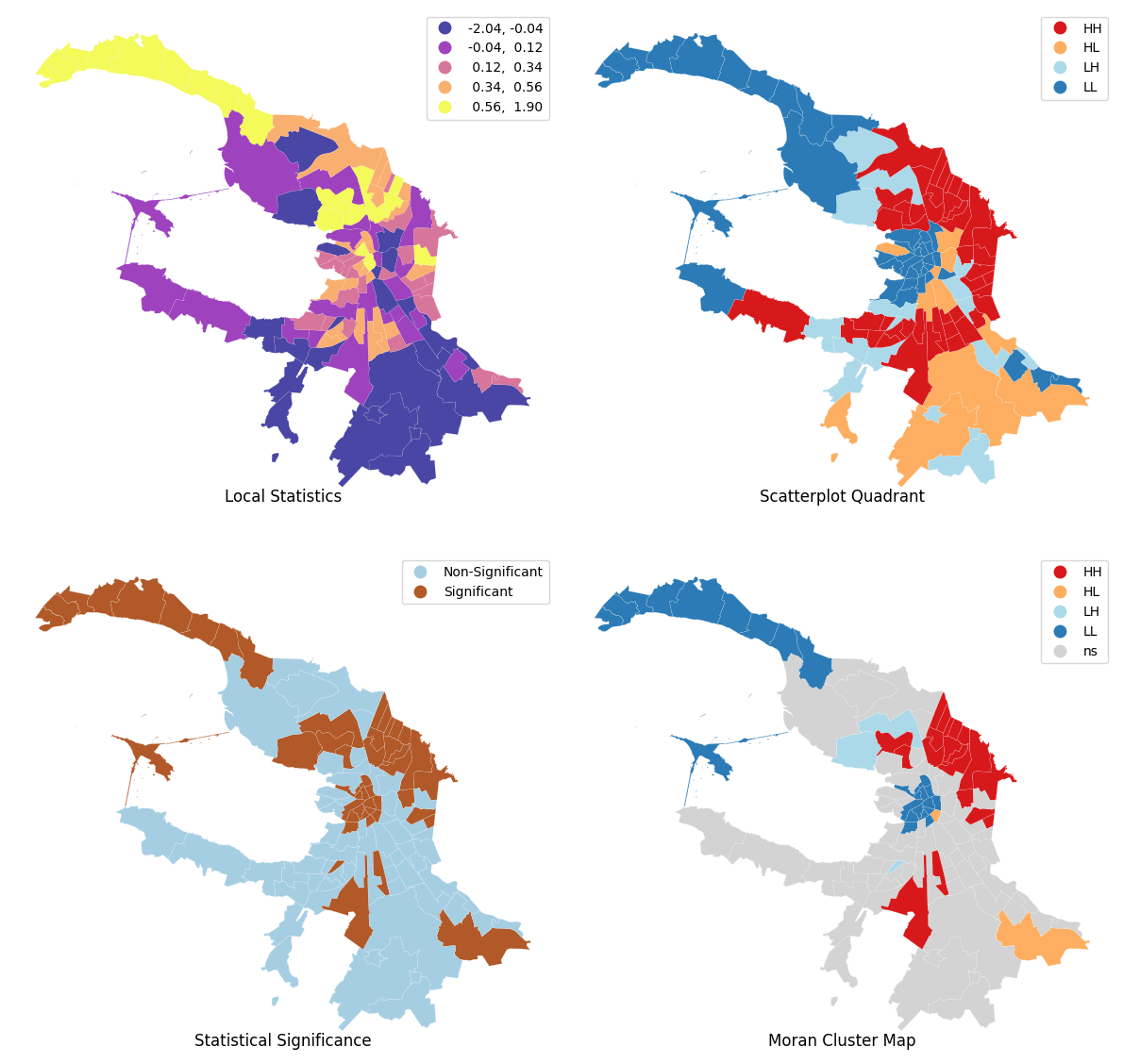 -2.04, -0.04
-0.04, 0.12
0.12, 0.34
0.34, 0.56
0.56, 1.90
Local Statistics
HH
HL
LH
LL
Scatterplot Quadrant
Non-Significant
Significant
Statistical Significance
HH
HL
LH
LL
ns
Moran Cluster Map